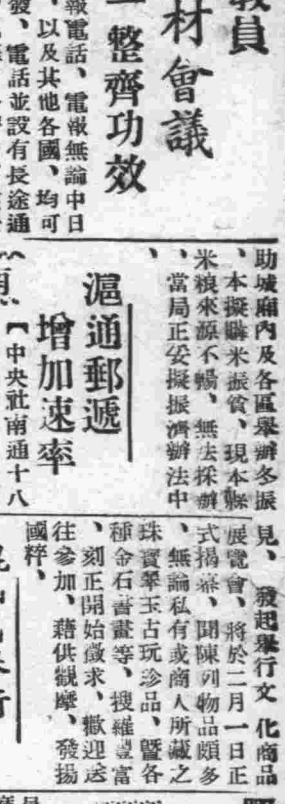 教員
材會議
整齊功效
報電話、電報無論中日
、以及其他各國、均可
發、電話並設有長途通
助城廂內及各區舉辦冬振
、本擬購米振貧、現本縣
米粮來源不暢、無法採辦
、當局正妥擬振濟辦法中
、
滬通郵遞
增加速率
【中央社南通十八
見、發起舉行文化商品
展覽會、將於二月一日正
式揭幕、聞陳列物品頗多
、無論私有或商人所藏之
珠寶翠玉古玩珍品、暨各
種金石書畫等、搜羅豐富
、刻正開始徵求、歡迎送
往參加、藉供觀摩、發揚
國粹、